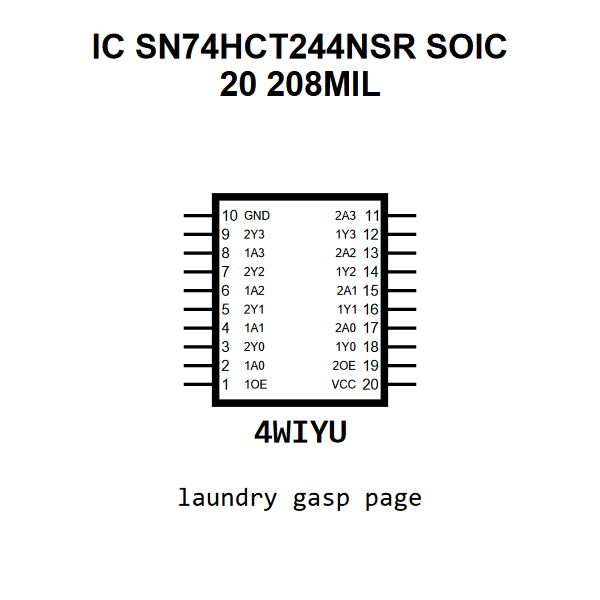 IC SN74HCT244NSR SOIC
20 208MIL
10 GND 2A3 11
9 2Y3 1Y3 12
8 1A3 2A2 13
7 2Y2 1Y2 14
6 1A2 2A1 15
5 2Y1 1Y1 16
4 1A1 2A0 17
3 2Y0 1Y0 18
2 1A0 2OE 19
1 1OE VCC 20
4WIYU
laundry gasp page